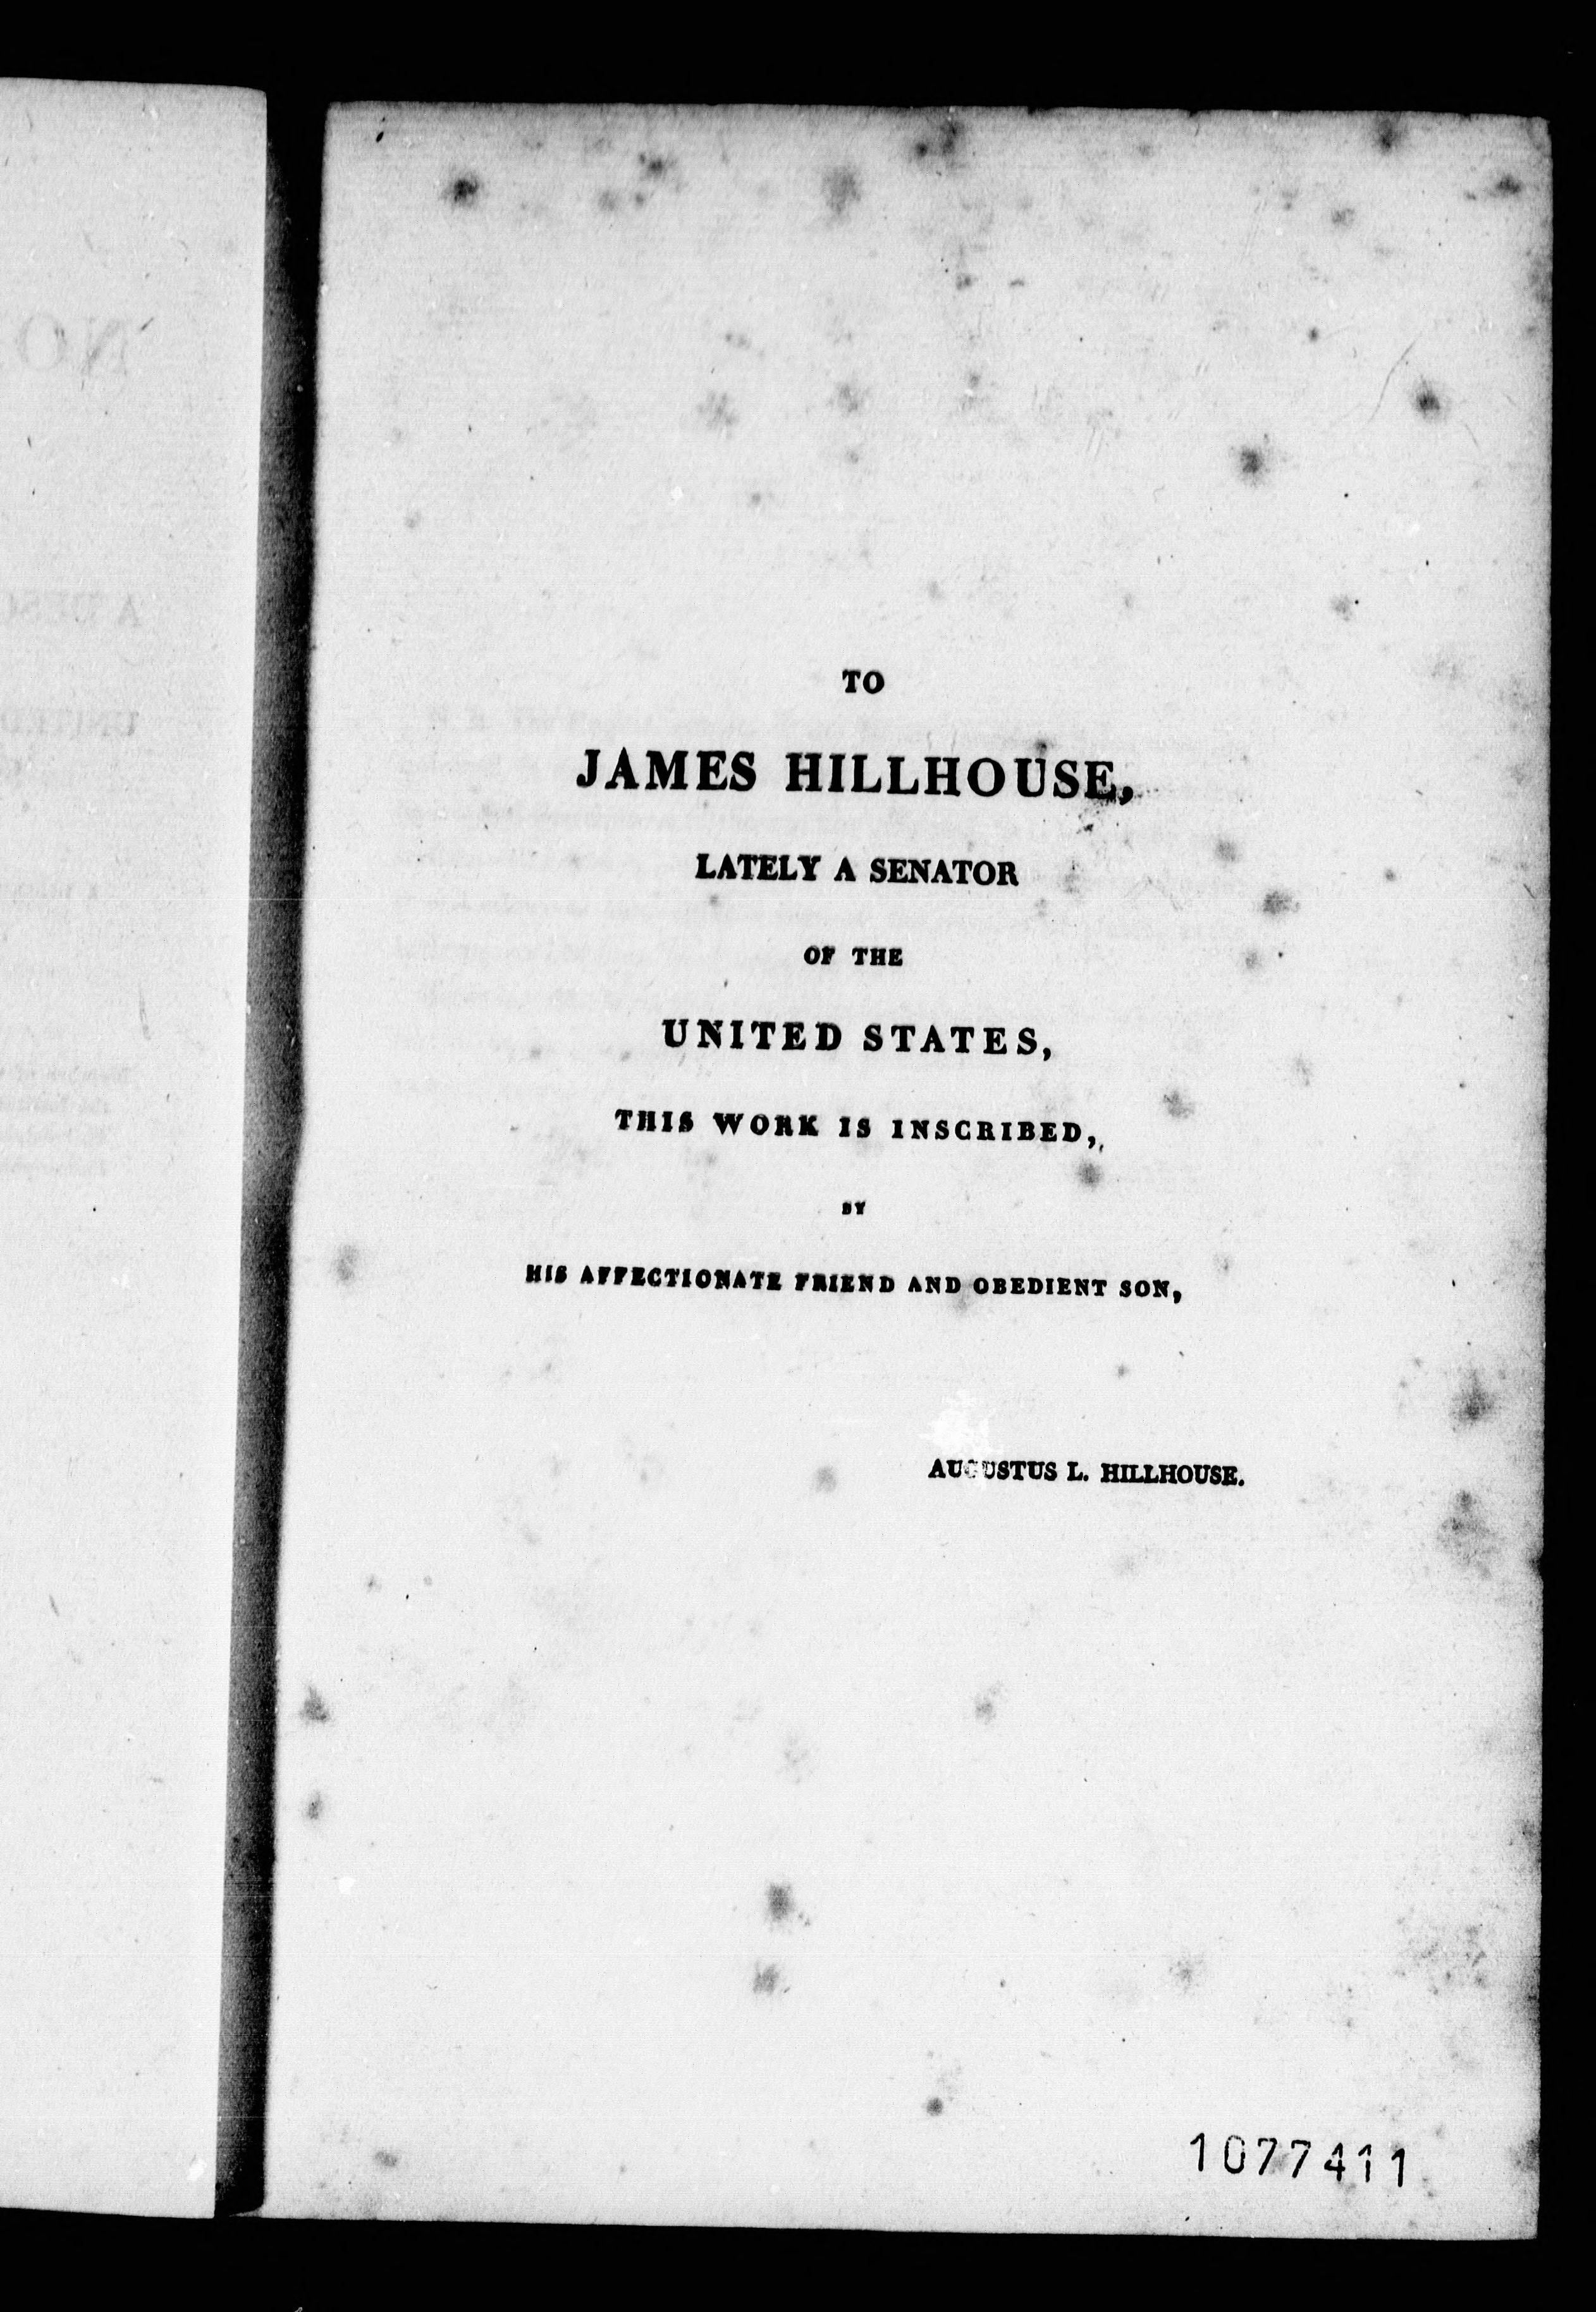 TO
JAMES HILLHOUSE,
LATELY A SENATOR
OF THE
UNITED STATES,
THIS WORK IS INSCRIBED,
BY
HIS AFFECTIONATE FRIEND AND OBEDIENT SON,
AUGUSTUS L. HILLHOUSE.
1077411